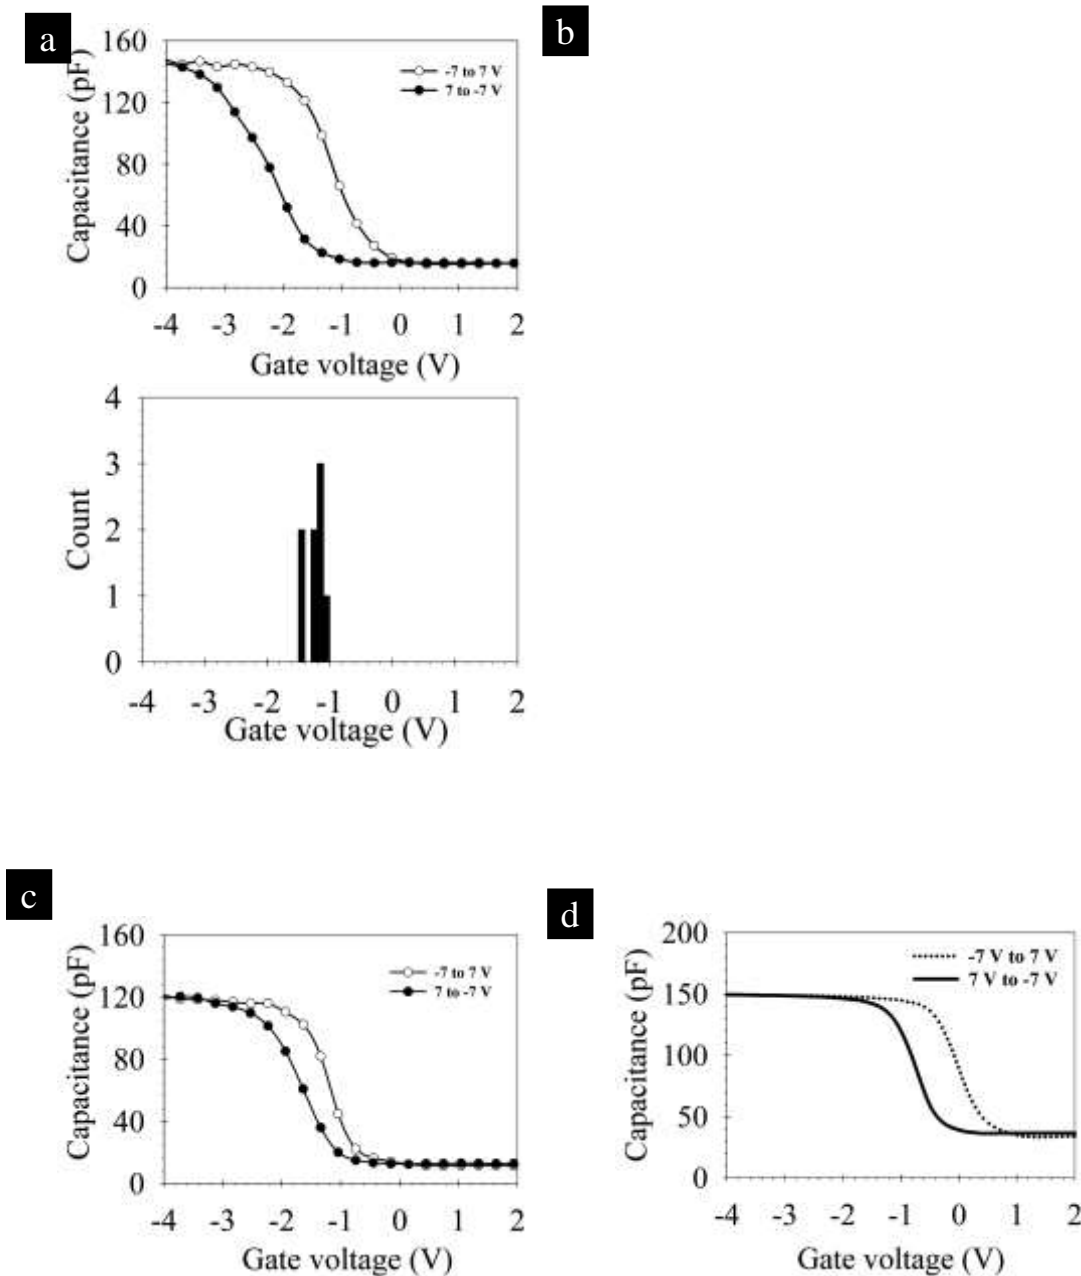 a
b
160
120
80
40
0
Capacitance (pF)
-7 to 7 V
7 to -7 V
-4 -3 -2 -1 0 1 2
Gate voltage (V)
4
3
2
1
0
Count
-4 -3 -2 -1 0 1 2
Gate voltage (V)
c
d
160
120
80
40
0
Capacitance (pF)
-7 to 7 V
7 to -7 V
-4 -3 -2 -1 0 1 2
Gate voltage (V)
200
150
100
50
0
Capacitance (pF)
-7 V to 7 V
7 V to -7 V
-4 -3 -2 -1 0 1 2
Gate voltage (V)